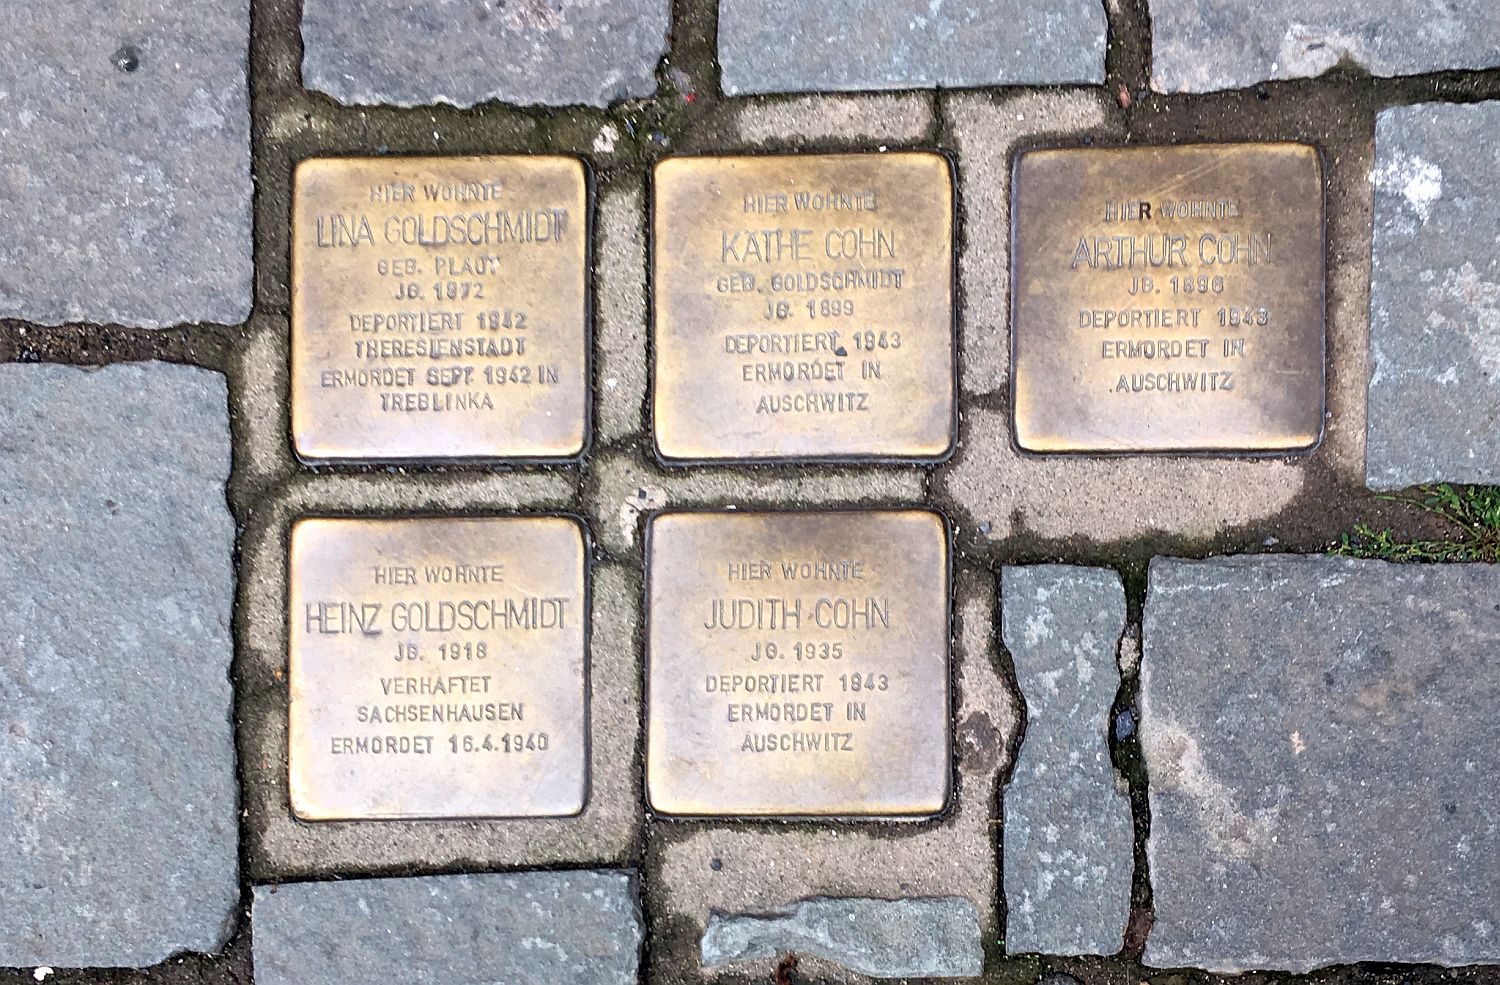 HIER WOHNTE
LINA GOLDSCHMIDT
GEB. PLAUT
JG. 1872
DEPORTIERT 1942
THERESIENSTADT
ERMORDET SEPT. 1942 IN
TREBLINKA
HIER WOHNTE
KÄTHE COHN
GEB. GOLDSCHMIDT
JG. 1899
DEPORTIERT 1943
ERMORDET IN
AUSCHWITZ
HIER WOHNTE
ARTHUR COHN
JG. 1896
DEPORTIERT 1943
ERMORDET IN
AUSCHWITZ
HIER WOHNTE
HEINZ GOLDSCHMIDT
JG. 1918
VERHAFTET
SACHSENHAUSEN
ERMORDET 16.4.1940
HIER WOHNTE
JUDITH COHN
JG. 1935
DEPORTIERT 1943
ERMORDET IN
AUSCHWITZ